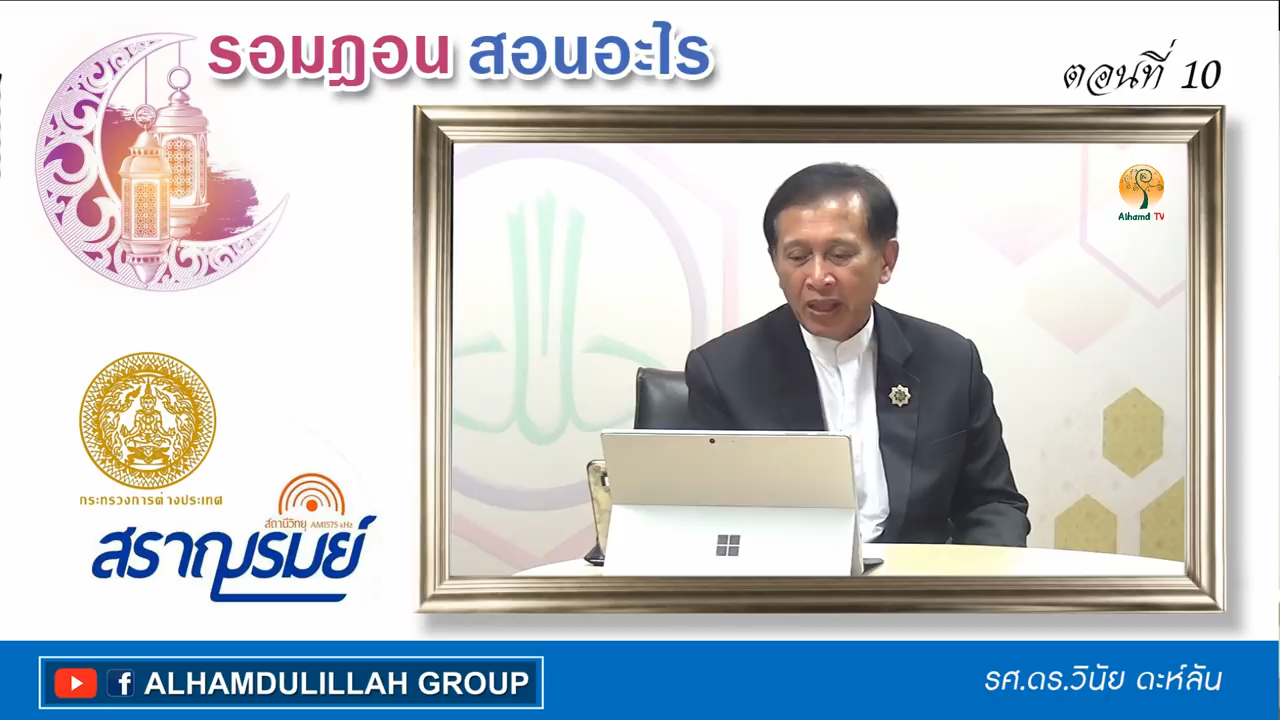 รอมฎอน สอนอะไร
ตอนที่ 10
Alhamd TV
กระทรวงการต่างประเทศ
สถานีวิทยุ AM1575 kHz
สราญรมย์
ALHAMDULILLAH GROUP
รศ.ดร.วินัย ดะห์ลัน